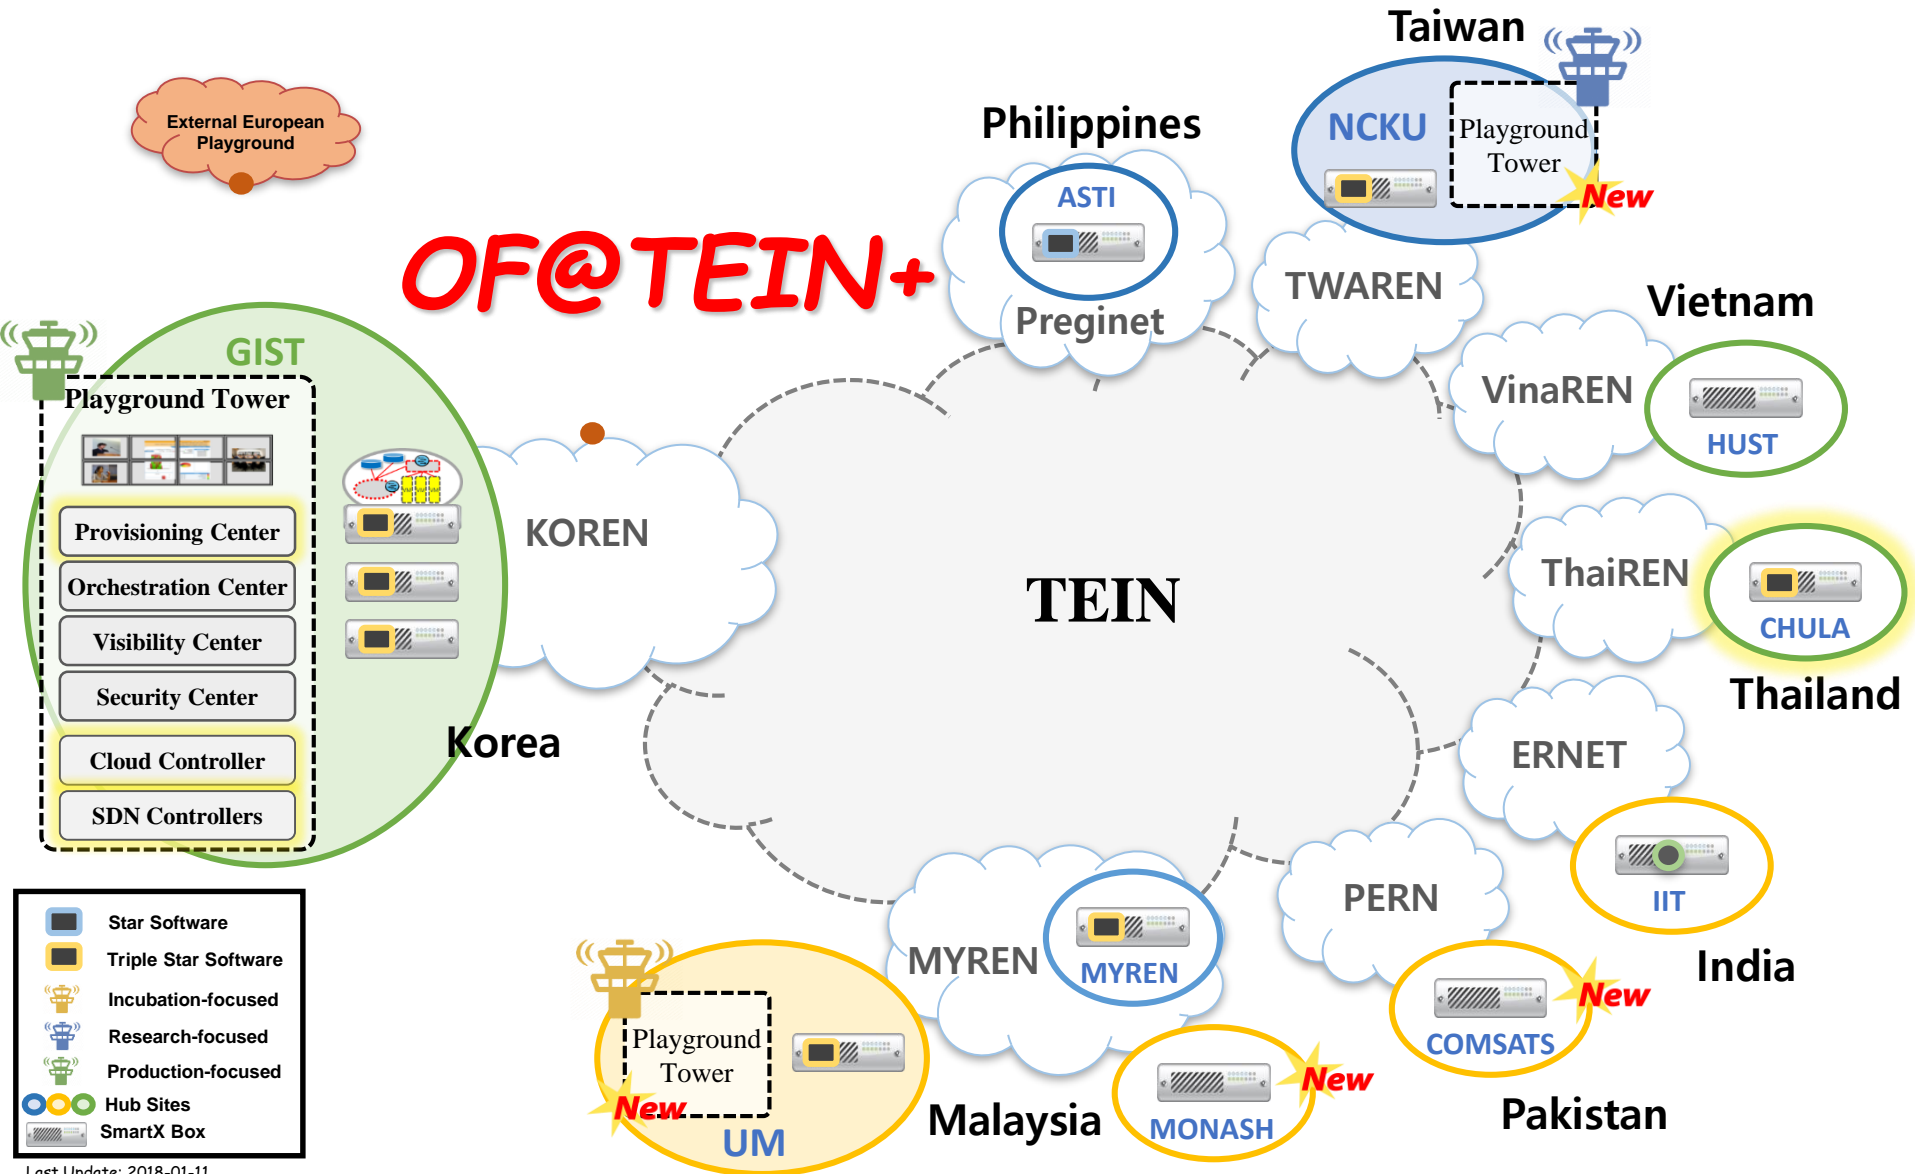 Taiwan
External European
Playground
Philippines
NCKU
Playground
Tower
New
ASTI
OF@TEIN+
Preginet
TWAREN
Vietnam
VinaREN
HUST
GIST
Playground Tower
Provisioning Center
Orchestration Center
Visibility Center
Security Center
Cloud Controller
SDN Controllers
KOREN
Korea
TEIN
ThaiREN
CHULA
Thailand
ERNET
IIT
India
PERN
COMSATS
New
Pakistan
MYREN
MYREN
MONASH
New
Malaysia
Playground
Tower
New
UM
Star Software
Triple Star Software
Incubation-focused
Research-focused
Production-focused
Hub Sites
SmartX Box
Last Update: 2018-01-11